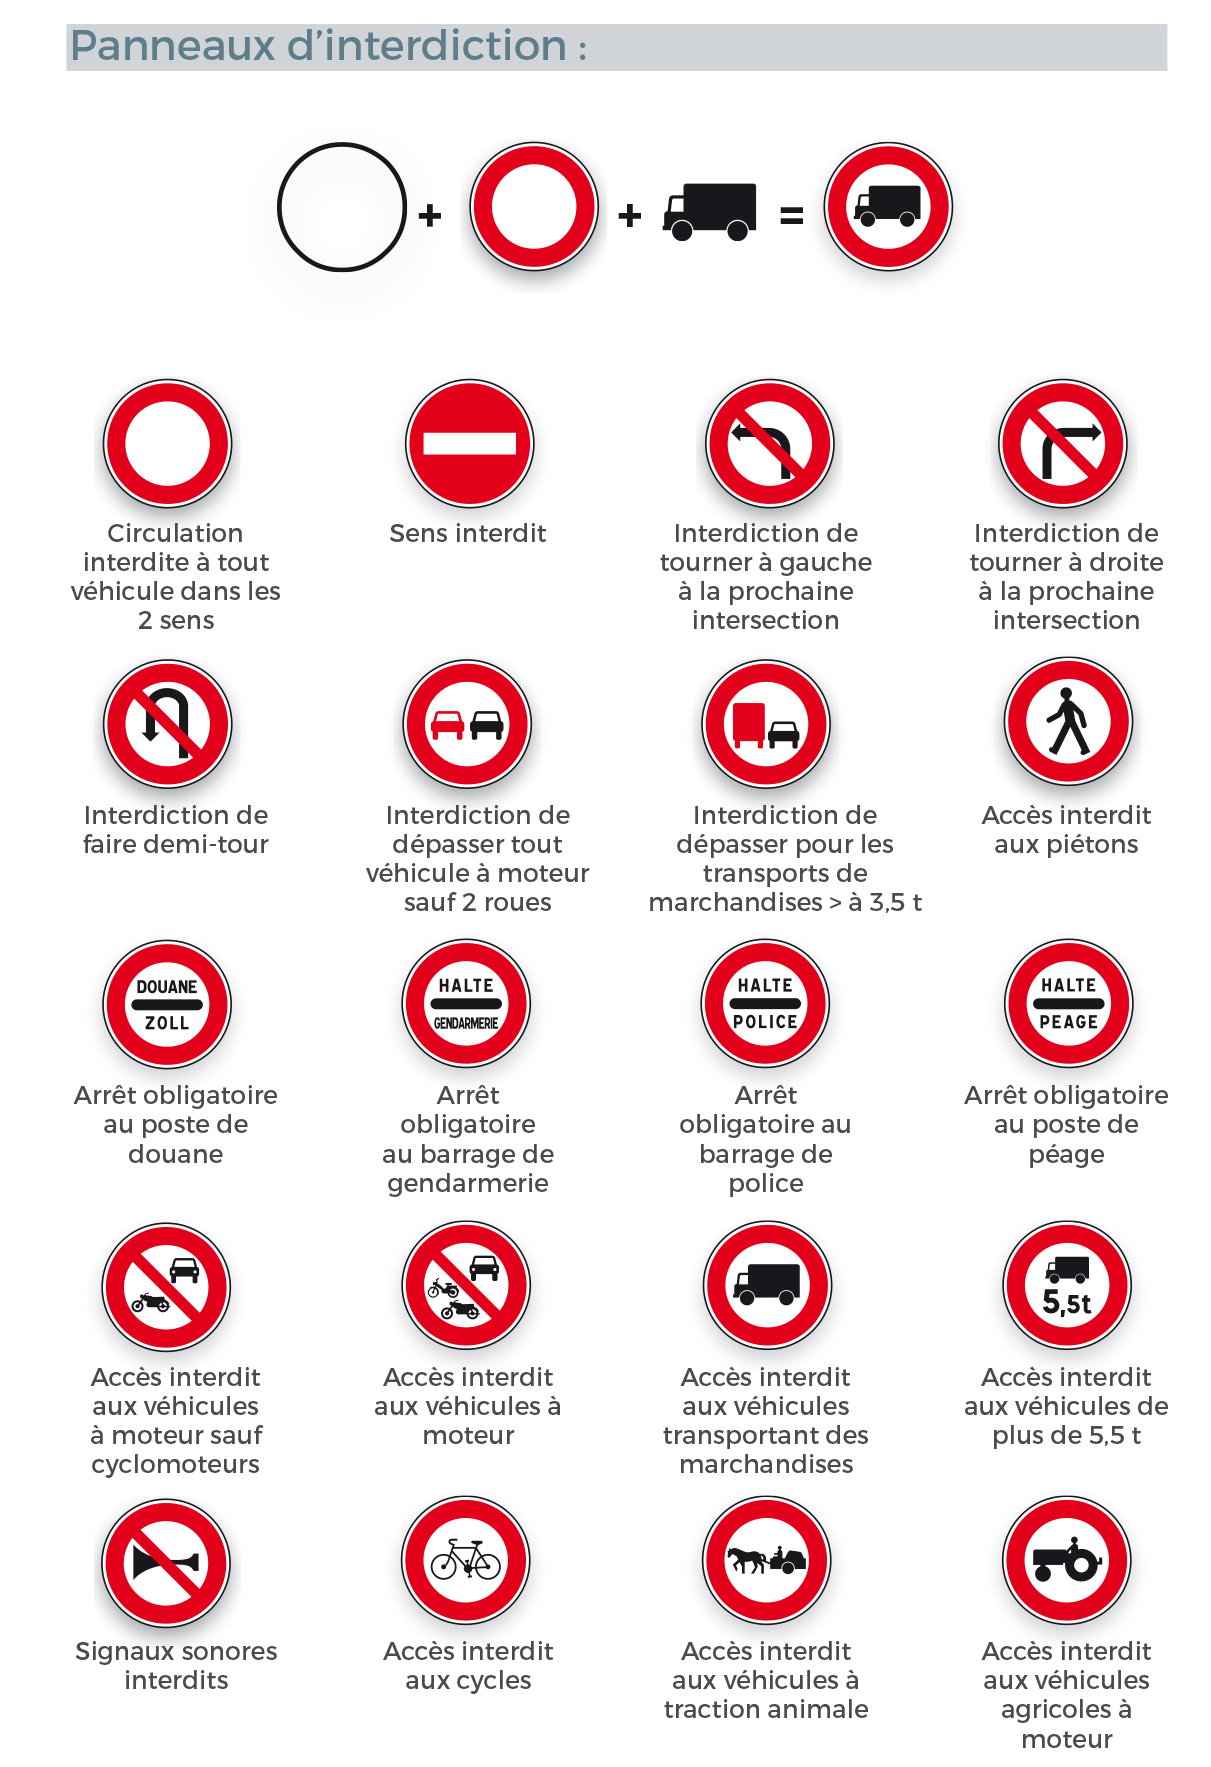 Panneaux d'interdiction :
+ + =
Circulation
interdite à tout
véhicule dans les
2 sens
Sens interdit
Interdiction de
tourner à gauche
à la prochaine
intersection
Interdiction de
tourner à droite
à la prochaine
intersection
Interdiction de
faire demi-tour
Interdiction de
dépasser tout
véhicule à moteur
sauf 2 roues
Interdiction de
dépasser pour les
transports de
marchandises > à 3,5 t
Accès interdit
aux piétons
DOUANE
ZOLL
Arrêt obligatoire
au poste de
douane
HALTE
GENDARMERIE
Arrêt
obligatoire
au barrage de
gendarmerie
HALTE
POLICE
Arrêt
obligatoire au
barrage de
police
HALTE
PEAGE
Arrêt obligatoire
au poste de
péage
Accès interdit
aux véhicules
à moteur sauf
cyclomoteurs
Accès interdit
aux véhicules à
moteur
Accès interdit
aux véhicules
transportant des
marchandises
5,5t
Accès interdit
aux véhicules de
plus de 5,5 t
Signaux sonores
interdits
Accès interdit
aux cycles
Accès interdit
aux véhicules à
traction animale
Accès interdit
aux véhicules
agricoles à
moteur